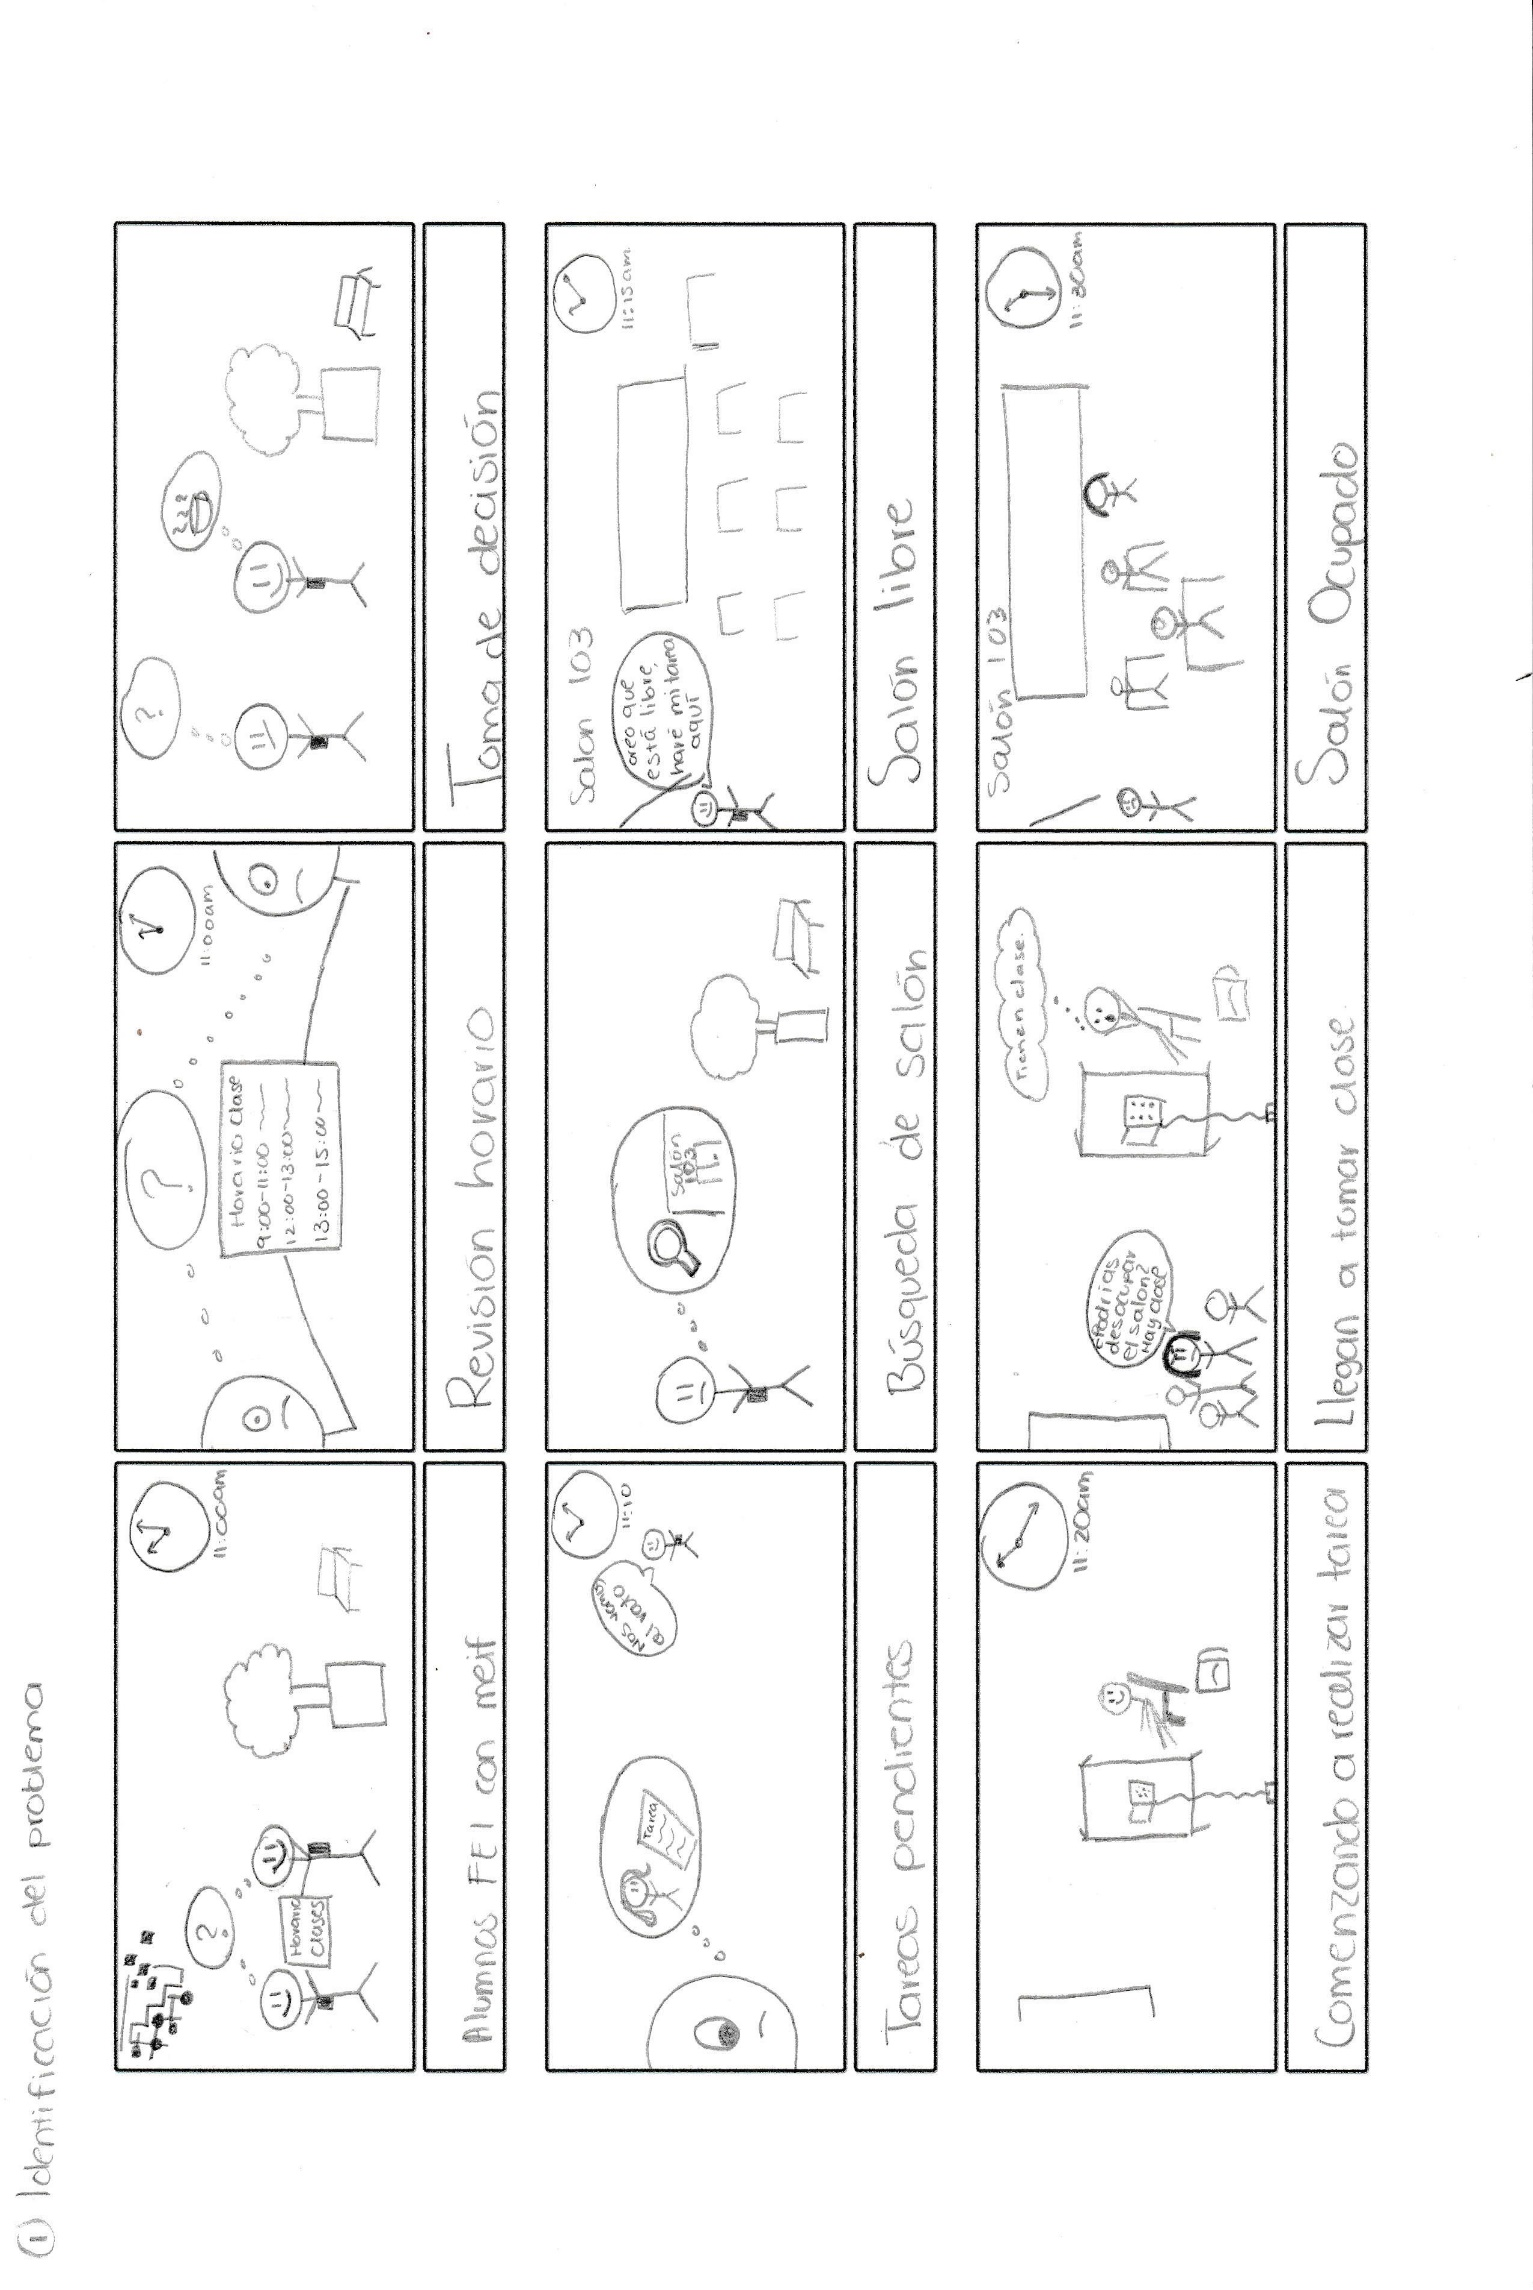 ① Identificación del problema
11:00am
?
Horario
Clases
Alumnas FEI con meif
?
11:00am
Horario Clase
9:00-11:00
12:00-13:00
13:00-15:00
Revisión horario
?
Toma de decisión
Tarea
Nos vemos
al rato
11:10
Tareas pendientes
Salón
103
Búsqueda de salón
Salon 103
11:15am
creo que
está libre,
haré mi tarea
aquí
Salón libre
11:20am
Comenzando a realizar tarea
¿Podrías
desocupar
el salon?
Hay clase
Tienen clase.
Llegan a tomar clase
Salón 103
11:30am
Salón Ocupado